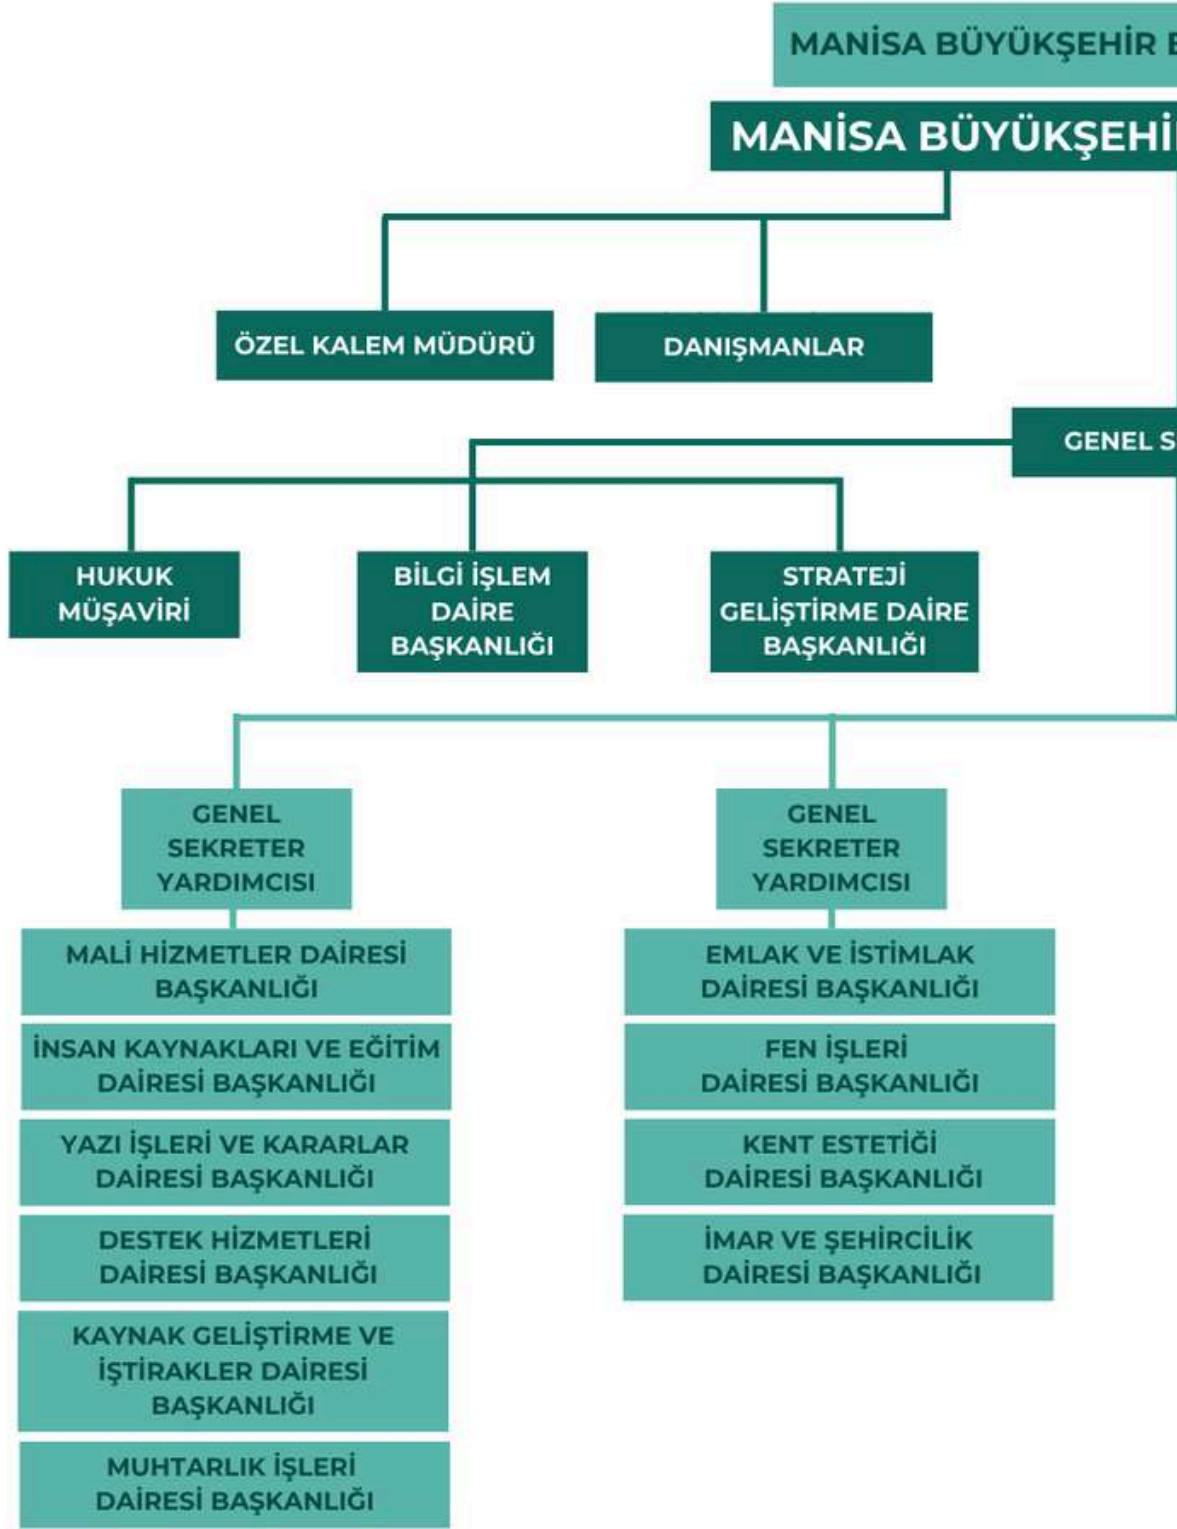 MANİSA BÜYÜKŞEHİR
MANİSA BÜYÜKŞEHİ
ÖZEL KALEM MÜDÜRÜ
DANIŞMANLAR
GENEL S
HUKUK
MÜŞAVİRİ
BİLGİ İŞLEM
DAİRE
BAŞKANLIĞI
STRATEJİ
GELİŞTİRME DAİRE
BAŞKANLIĞI
GENEL
SEKRETER
YARDIMCISI
MALİ HİZMETLER DAİRESİ
BAŞKANLIĞI
İNSAN KAYNAKLARI VE EĞİTİM
DAİRESİ BAŞKANLIĞI
YAZI İŞLERİ VE KARARLAR
DAİRESİ BAŞKANLIĞI
DESTEK HİZMETLERİ
DAİRESİ BAŞKANLIĞI
KAYNAK GELİŞTİRME VE
İŞTİRAKLER DAİRESİ
BAŞKANLIĞI
MUHTARLIK İŞLERİ
DAİRESİ BAŞKANLIĞI
GENEL
SEKRETER
YARDIMCISI
EMLAK VE İSTİMLAK
DAİRESİ BAŞKANLIĞI
FEN İŞLERİ
DAİRESİ BAŞKANLIĞI
KENT ESTETİĞİ
DAİRESİ BAŞKANLIĞI
İMAR VE ŞEHİRCİLİK
DAİRESİ BAŞKANLIĞI